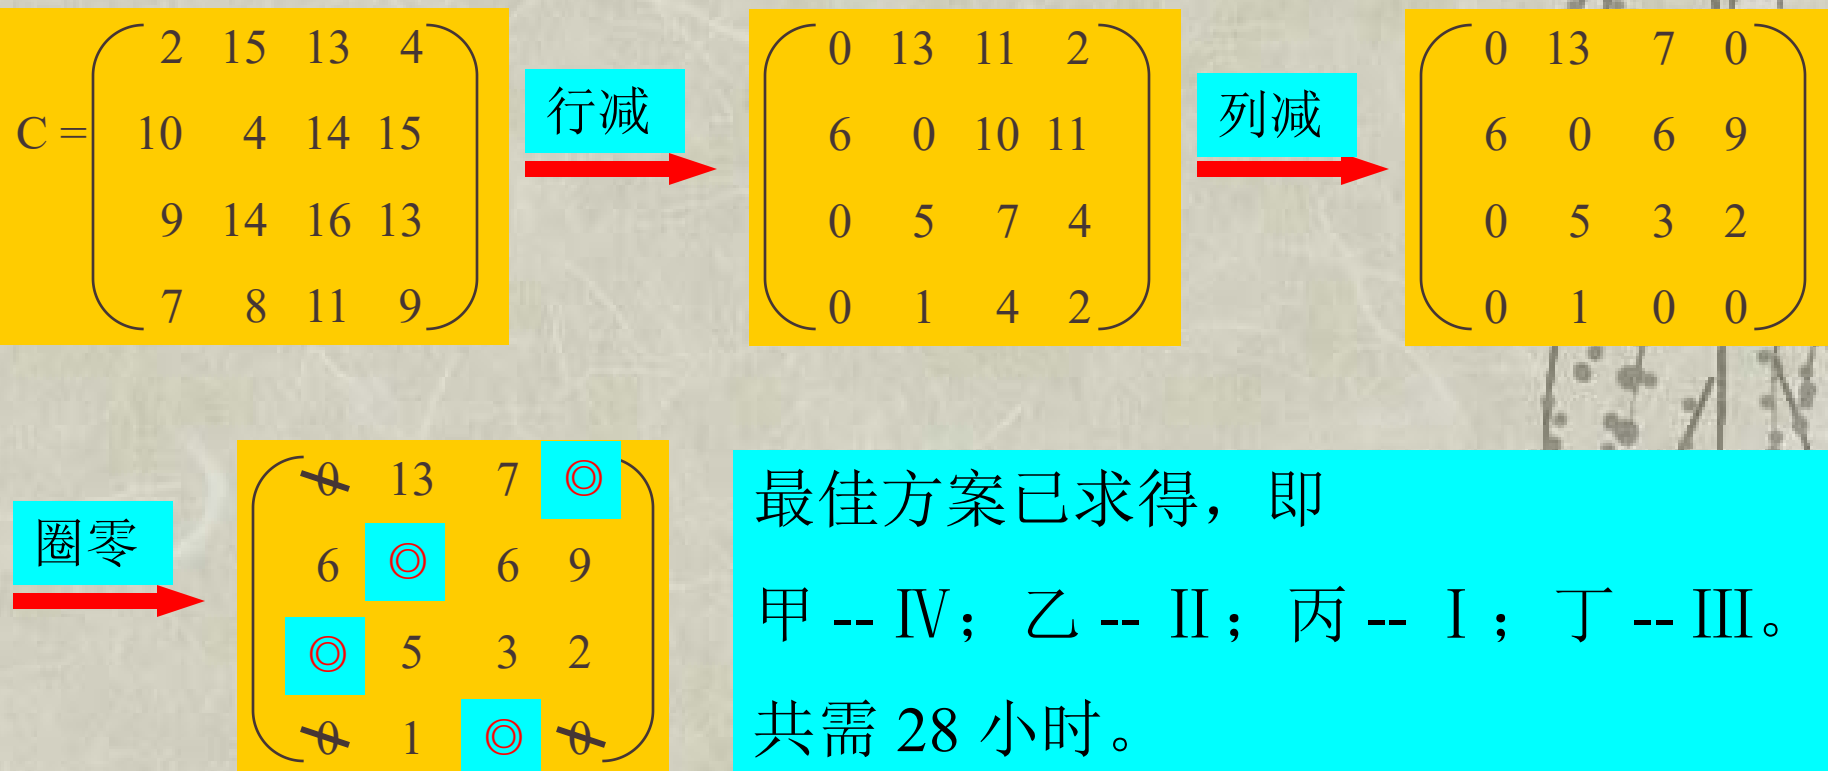 2 15 13 4
C = 10 4 14 15
9 14 16 13
7 8 11 9
行减
0 13 11 2
6 0 10 11
0 5 7 4
0 1 4 2
列减
0 13 7 0
6 0 6 9
0 5 3 2
0 1 0 0
圈零
0 13 7 ◎
6 ◎ 6 9
◎ 5 3 2
0 1 ◎ 0
最佳方案已求得，即
甲 -- Ⅳ；乙 -- Ⅱ；丙 -- Ⅰ；丁 -- Ⅲ。
共需 28 小时。